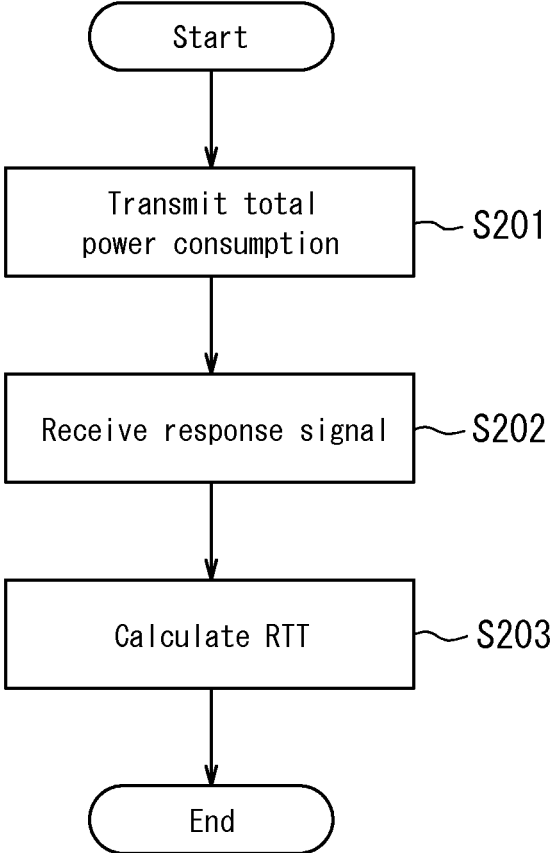 Start
Transmit total
power consumption
S201
Receive response signal
S202
Calculate RTT
S203
End